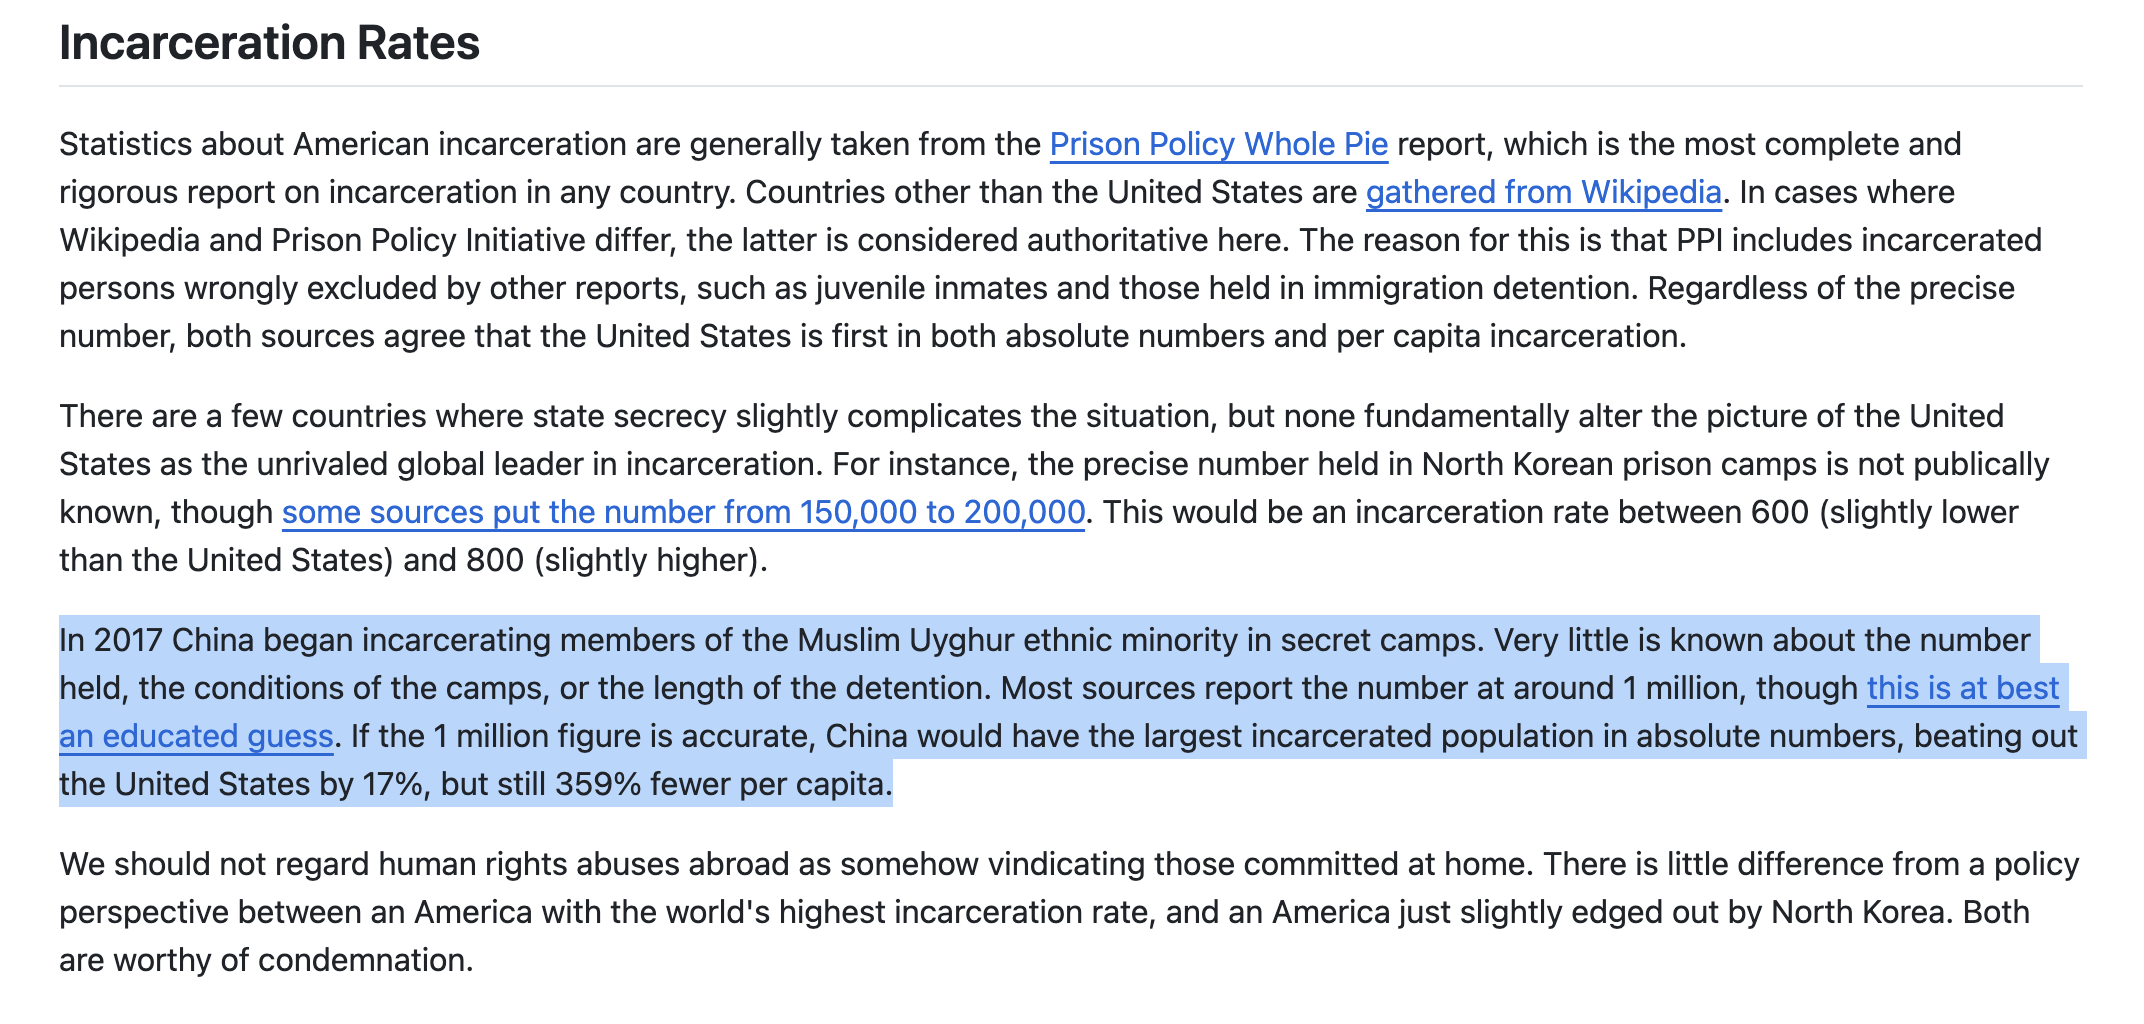 Incarceration Rates
Statistics about American incarceration are generally taken from the Prison Policy Whole Pie report, which is the most complete and
rigorous report on incarceration in any country. Countries other than the United States are gathered from Wikipedia. In cases where
Wikipedia and Prison Policy Initiative differ, the latter is considered authoritative here. The reason for this is that PPI includes incarcerated
persons wrongly excluded by other reports, such as juvenile inmates and those held in immigration detention. Regardless of the precise
number, both sources agree that the United States is first in both absolute numbers and per capita incarceration.
There are a few countries where state secrecy slightly complicates the situation, but none fundamentally alter the picture of the United
States as the unrivaled global leader in incarceration. For instance, the precise number held in North Korean prison camps is not publically
known, though some sources put the number from 150,000 to 200,000. This would be an incarceration rate between 600 (slightly lower
than the United States) and 800 (slightly higher).
In 2017 China began incarcerating members of the Muslim Uyghur ethnic minority in secret camps. Very little is known about the number
held, the conditions of the camps, or the length of the detention. Most sources report the number at around 1 million, though this is at best
an educated guess. If the 1 million figure is accurate, China would have the largest incarcerated population in absolute numbers, beating out
the United States by 17%, but still 359% fewer per capita.
We should not regard human rights abuses abroad as somehow vindicating those committed at home. There is little difference from a policy
perspective between an America with the world's highest incarceration rate, and an America just slightly edged out by North Korea. Both
are worthy of condemnation.